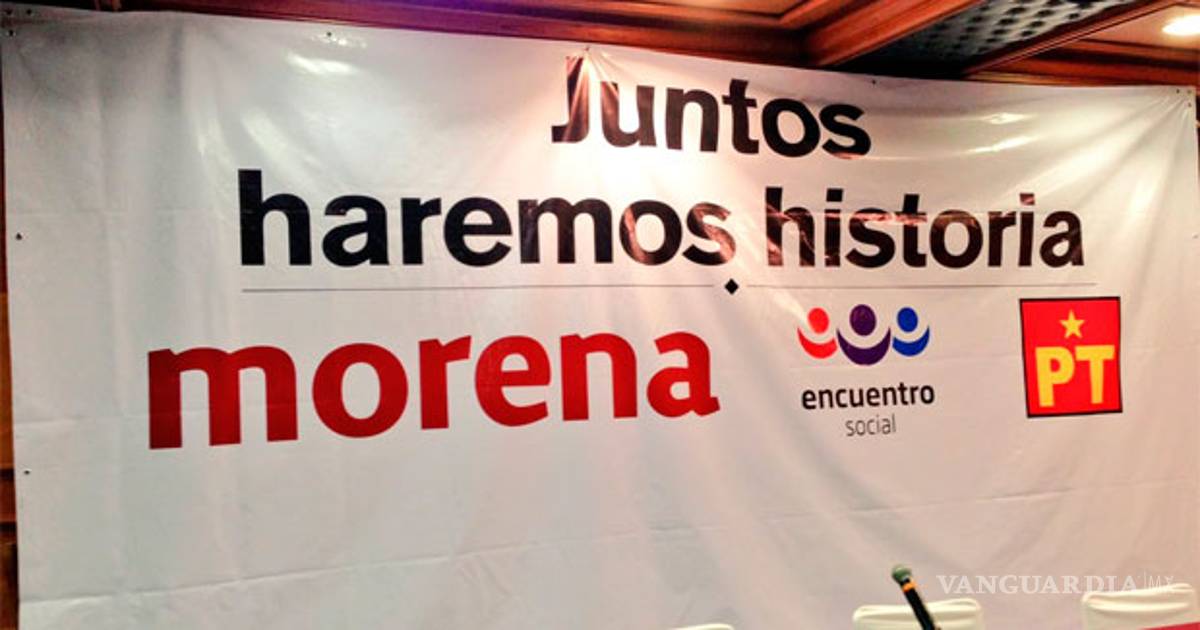 Juntos
haremos historia
morena
encuentro
social
PT
VANGUARDIA|MX